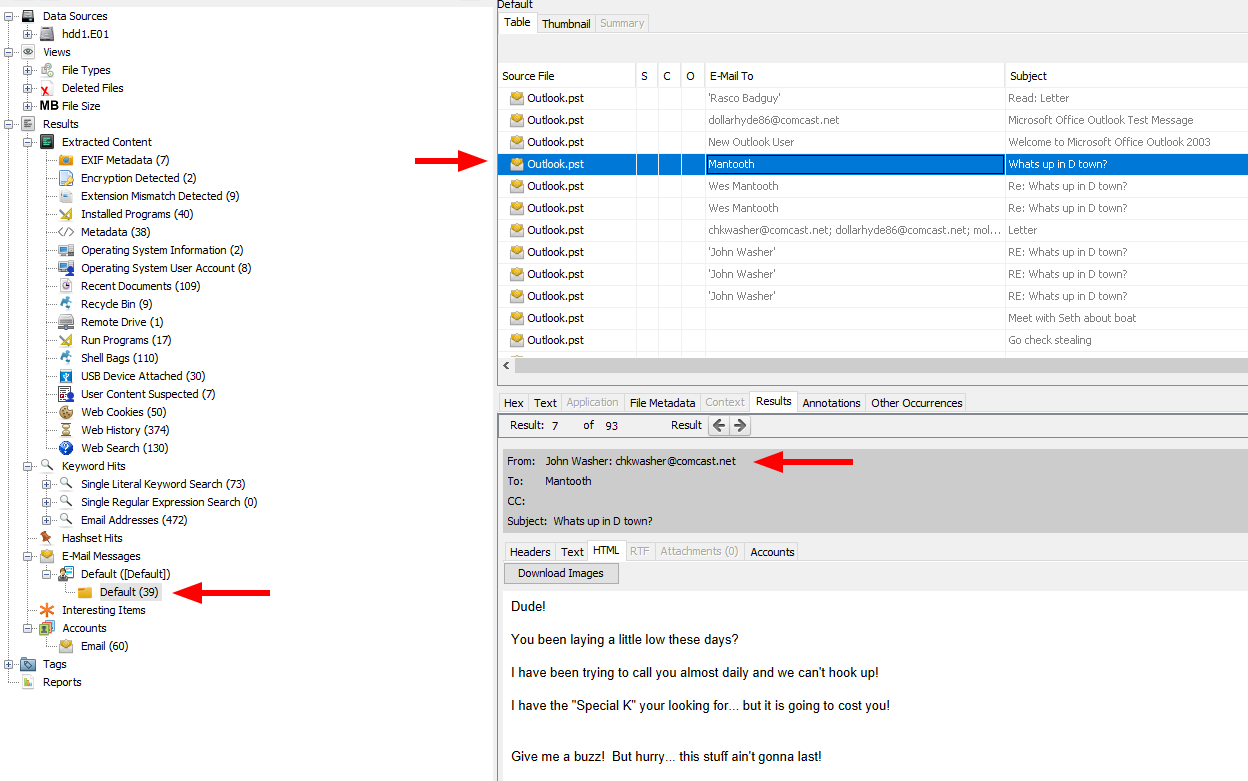 Data Sources
hdd1.E01
Views
File Types
Deleted Files
MB File Size
Results
Extracted Content
EXIF Metadata (7)
Encryption Detected (2)
Extension Mismatch Detected (9)
Installed Programs (40)
Metadata (38)
Operating System Information (2)
Operating System User Account (8)
Recent Documents (109)
Recycle Bin (9)
Remote Drive (1)
Run Programs (17)
Shell Bags (110)
USB Device Attached (30)
User Content Suspected (7)
Web Cookies (50)
Web History (374)
Web Search (130)
Keyword Hits
Single Literal Keyword Search (73)
Single Regular Expression Search (0)
Email Addresses (472)
Hashset Hits
E-Mail Messages
Default ([Default])
Default (39)
Interesting Items
Accounts
Email (60)
Tags
Reports
Default
Table Thumbnail Summary
Source File S C O E-Mail To Subject
Outlook.pst 'Rasco Badguy' Read: Letter
Outlook.pst dollarhyde86@comcast.net Microsoft Office Outlook Test Message
Outlook.pst New Outlook User Welcome to Microsoft Office Outlook 2003
Outlook.pst Mantooth Whats up in D town?
Outlook.pst Wes Mantooth Re: Whats up in D town?
Outlook.pst Wes Mantooth Re: Whats up in D town?
Outlook.pst chkwasher@comcast.net; dollarhyde86@comcast.net; mol... Letter
Outlook.pst 'John Washer' RE: Whats up in D town?
Outlook.pst 'John Washer' RE: Whats up in D town?
Outlook.pst 'John Washer' RE: Whats up in D town?
Outlook.pst Meet with Seth about boat
Outlook.pst Go check stealing
Hex Text Application File Metadata Context Results Annotations Other Occurrences
Result: 7 of 93 Result
From: John Washer: chkwasher@comcast.net
To: Mantooth
CC:
Subject: Whats up in D town?
Headers Text HTML RTF Attachments (0) Accounts
Download Images
Dude!
You been laying a little low these days?
I have been trying to call you almost daily and we can't hook up!
I have the "Special K" your looking for... but it is going to cost you!
Give me a buzz! But hurry... this stuff ain't gonna last!